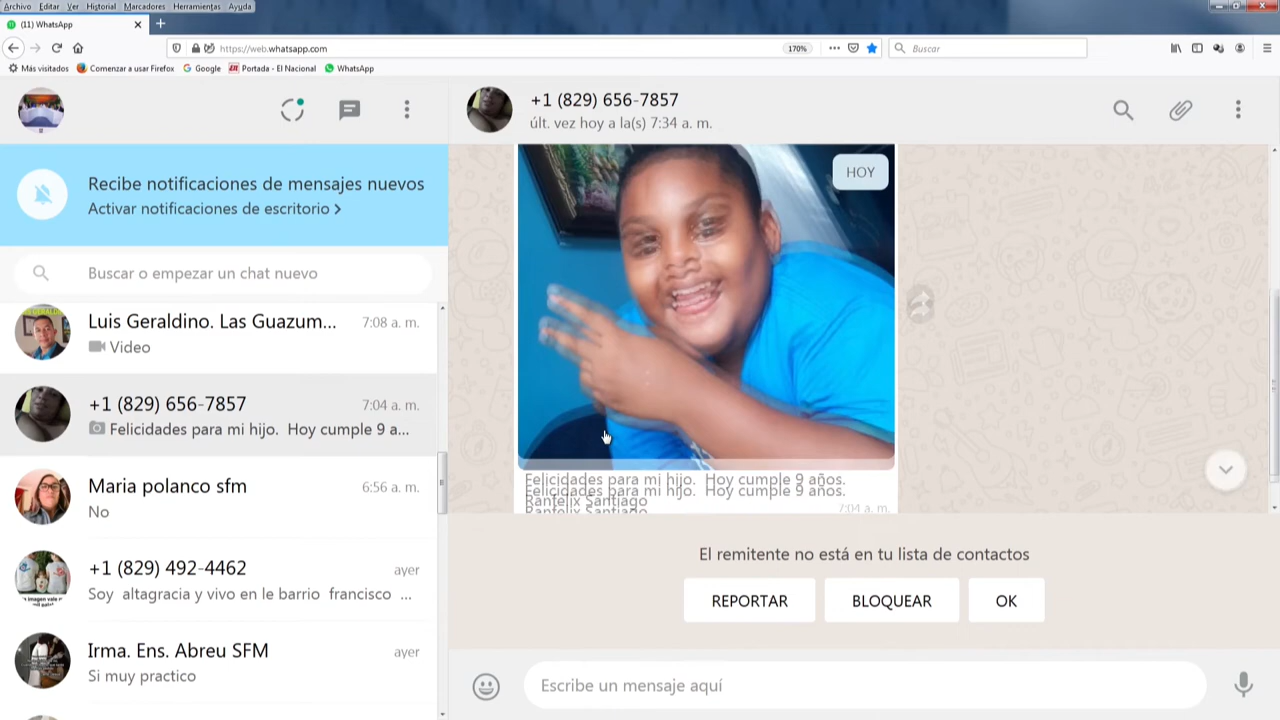 Archivo Editar Ver Historial Marcadores Herramientas Ayuda
(11) WhatsApp
https://web.whatsapp.com
170%
Buscar
Más visitados Comenzar a usar Firefox Google Portada - El Nacional WhatsApp
+1 (829) 656-7857
últ. vez hoy a la(s) 7:34 a. m.
Recibe notificaciones de mensajes nuevos
Activar notificaciones de escritorio
Buscar o empezar un chat nuevo
Luis Geraldino. Las Guazum... 7:08 a. m.
Video
+1 (829) 656-7857 7:04 a. m.
Felicidades para mi hijo. Hoy cumple 9 a...
Maria polanco sfm 6:56 a. m.
No
+1 (829) 492-4462 ayer
Soy altagracia y vivo en le barrio francisco ...
Irma. Ens. Abreu SFM ayer
Si muy practico
HOY
Felicidades para mi hijo. Hoy cumple 9 años.
Felicidades para mi hijo. Hoy cumple 9 años.
Ranfelix Santiago
Ranfelix Santiago
7:04 a. m.
El remitente no está en tu lista de contactos
REPORTAR BLOQUEAR OK
Escribe un mensaje aquí